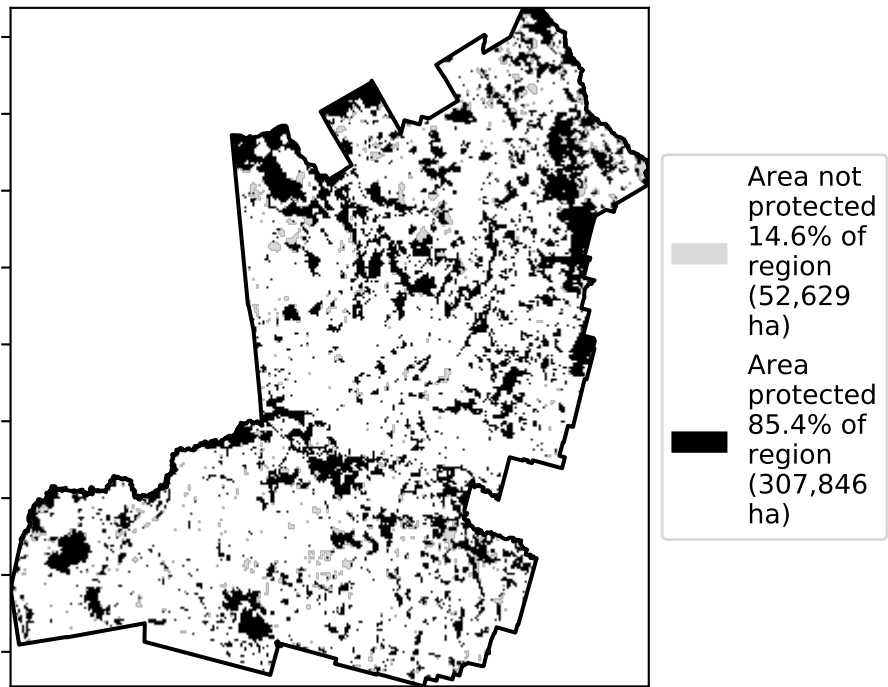 Area not
protected
14.6% of
region
(52,629
ha)
Area
protected
85.4% of
region
(307,846
ha)